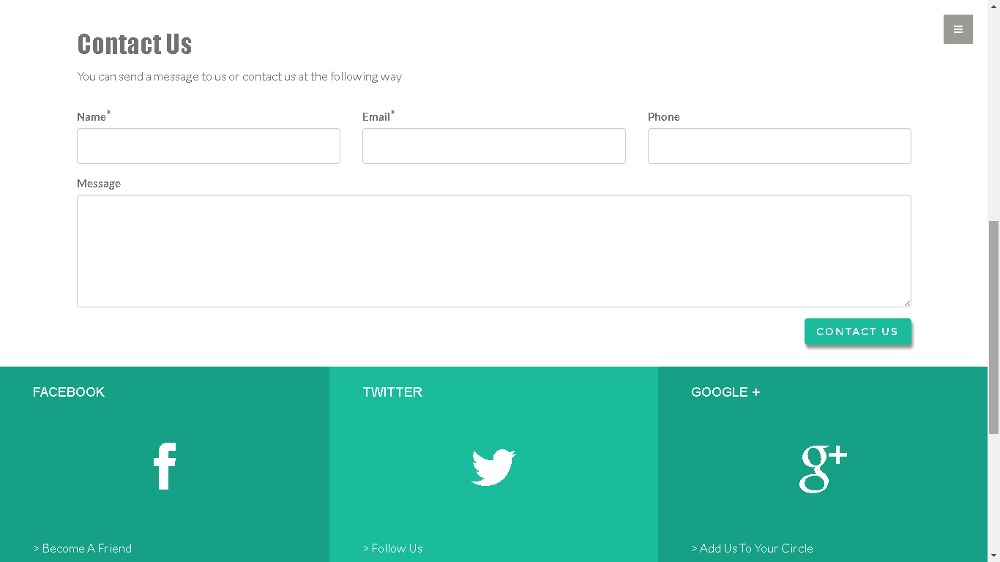 Contact Us
You can send a message to us or contact us at the following way
Name* Email* Phone
Message
CONTACT US
FACEBOOK TWITTER GOOGLE +
f g+
> Become A Friend > Follow Us > Add Us To Your Circle